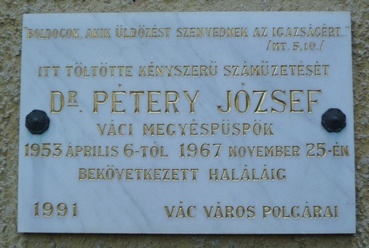 "BOLDOGOK, AKIK ÜLDÖZÉST SZENVEDNEK AZ IGAZSÁGÉRT..."
/MT. 5,10./
ITT TÖLTÖTTE KÉNYSZERŰ SZÁMŰZETÉSÉT
DR. PÉTERY JÓZSEF
VÁCI MEGYÉSPÜSPÖK
1953 ÁPRILIS 6-TÓL 1967 NOVEMBER 25-ÉN
BEKÖVETKEZETT HALÁLÁIG
1991 VÁC VÁROS POLGÁRAI